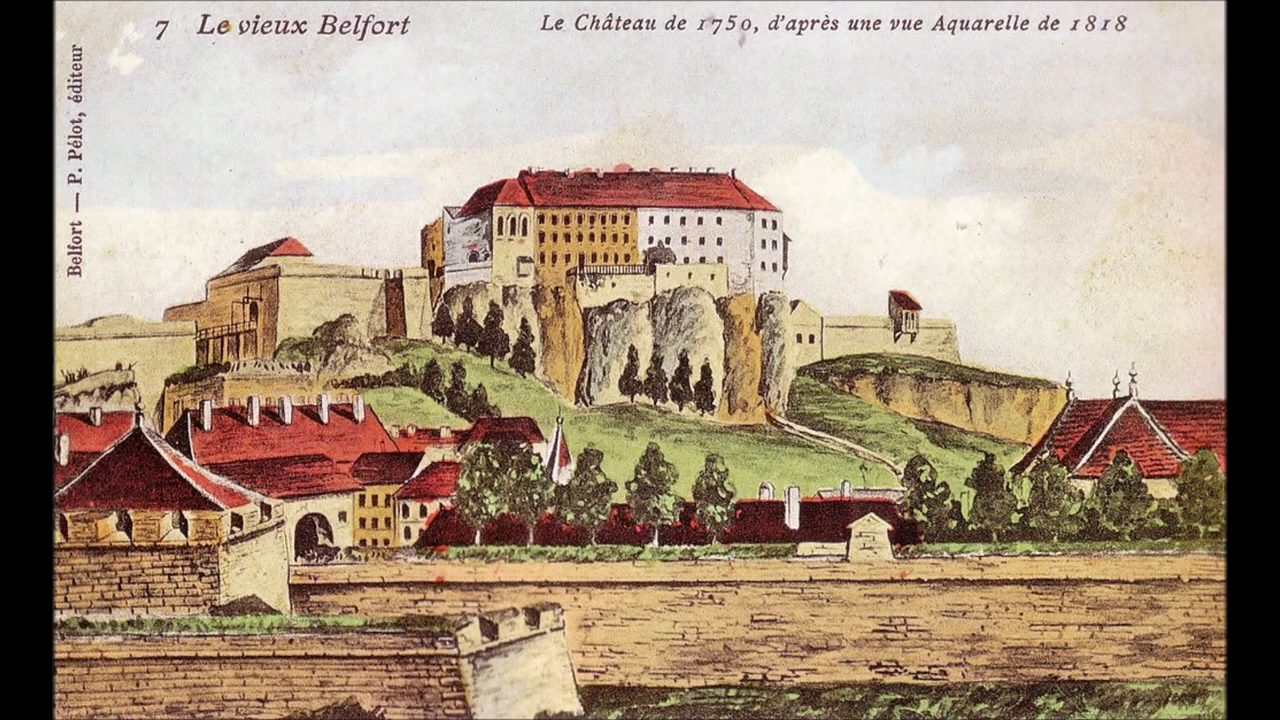 7 Le vieux Belfort
Le Château de 1750, d'après une vue Aquarelle de 1818
Belfort — P. Pélot, éditeur